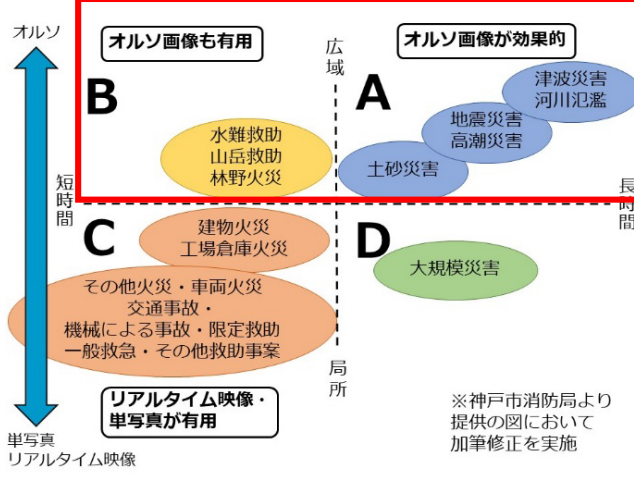 オルソ
オルソ画像も有用
広域
オルソ画像が効果的
B
A
津波災害
河川氾濫
地震災害
高潮災害
水難救助
山岳救助
林野火災
土砂災害
短時間
長時間
C
建物火災
工場倉庫火災
D
大規模災害
その他火災・車両火災
交通事故・
機械による事故・限定救助
一般救急・その他救助事案
局所
リアルタイム映像・
単写真が有用
※神戸市消防局より
提供の図において
加筆修正を実施
単写真
リアルタイム映像